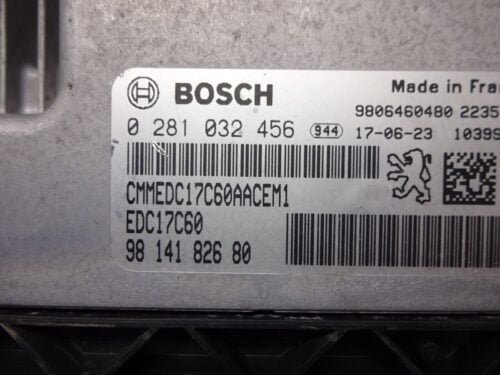 BOSCH Made in Fra
9806460480 2235
0 281 032 456 944 17-06-23 10399
CMMEDC17C60AACEM1
EDC17C60
98 141 826 80